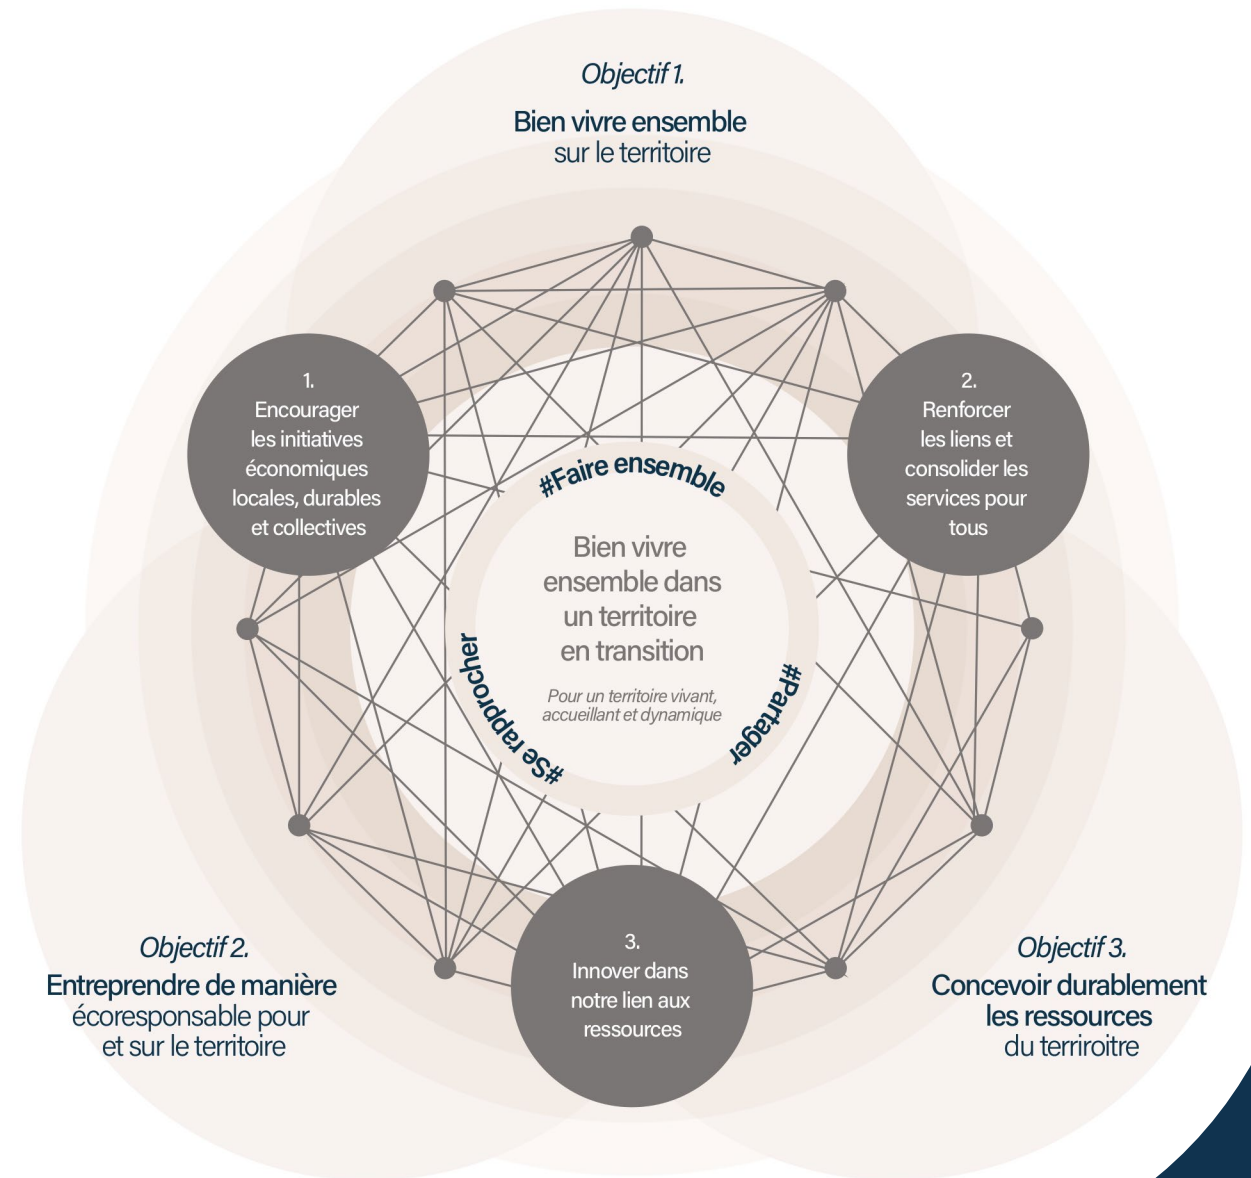 Objectif 1.
Bien vivre ensemble
sur le territoire
1.
Encourager
les initiatives
économiques
locales, durables
et collectives
2.
Renforcer
les liens et
consolider les
services pour
tous
#Faire ensemble
Bien vivre
ensemble dans
un territoire
en transition
Pour un territoire vivant,
accueillant et dynamique
#Se rapprocher
#Partager
3.
Innover dans
notre lien aux
ressources
Objectif 2.
Entreprendre de manière
écoresponsable pour
et sur le territoire
Objectif 3.
Concevoir durablement
les ressources
du terriroitre